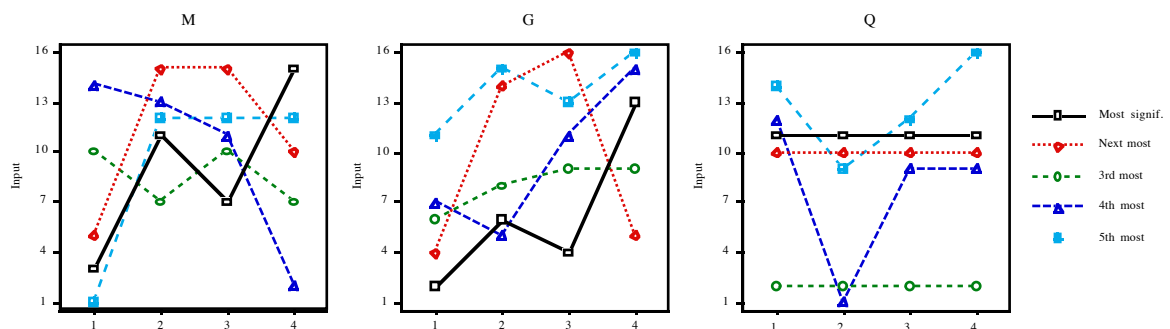 M G Q
16 16 16
13 13 13
10 10 10
7 7 7
4 4 4
1 1 1
Input Input Input
1 2 3 4 1 2 3 4 1 2 3 4
Most signif.
Next most
3rd most
4th most
5th most